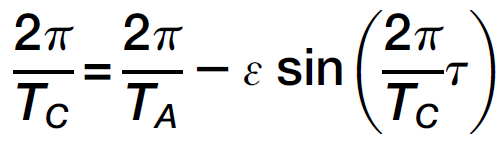 2π/T_C = 2π/T_A − ε sin(2π/T_C τ)